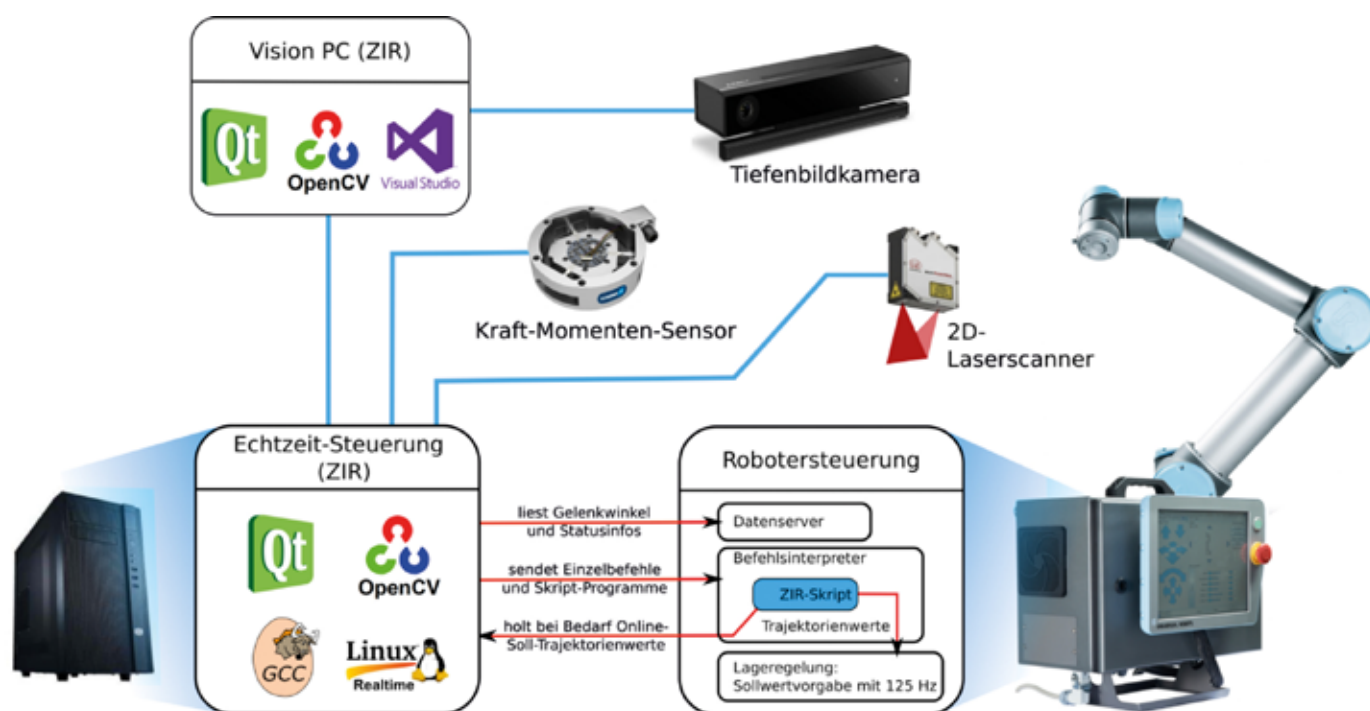 Vision PC (ZIR)
Qt
OpenCV
Visual Studio
Tiefenbildkamera
Kraft-Momenten-Sensor
2D-
Laserscanner
Echtzeit-Steuerung
(ZIR)
Qt
OpenCV
GCC
Linux
Realtime
liest Gelenkwinkel
und Statusinfos
sendet Einzelbefehle
und Skript-Programme
holt bei Bedarf Online-
Soll-Trajektorienwerte
Robotersteuerung
Datenserver
Befehlsinterpreter
ZIR-Skript
Trajektorienwerte
Lageregelung:
Sollwertvorgabe mit 125 Hz